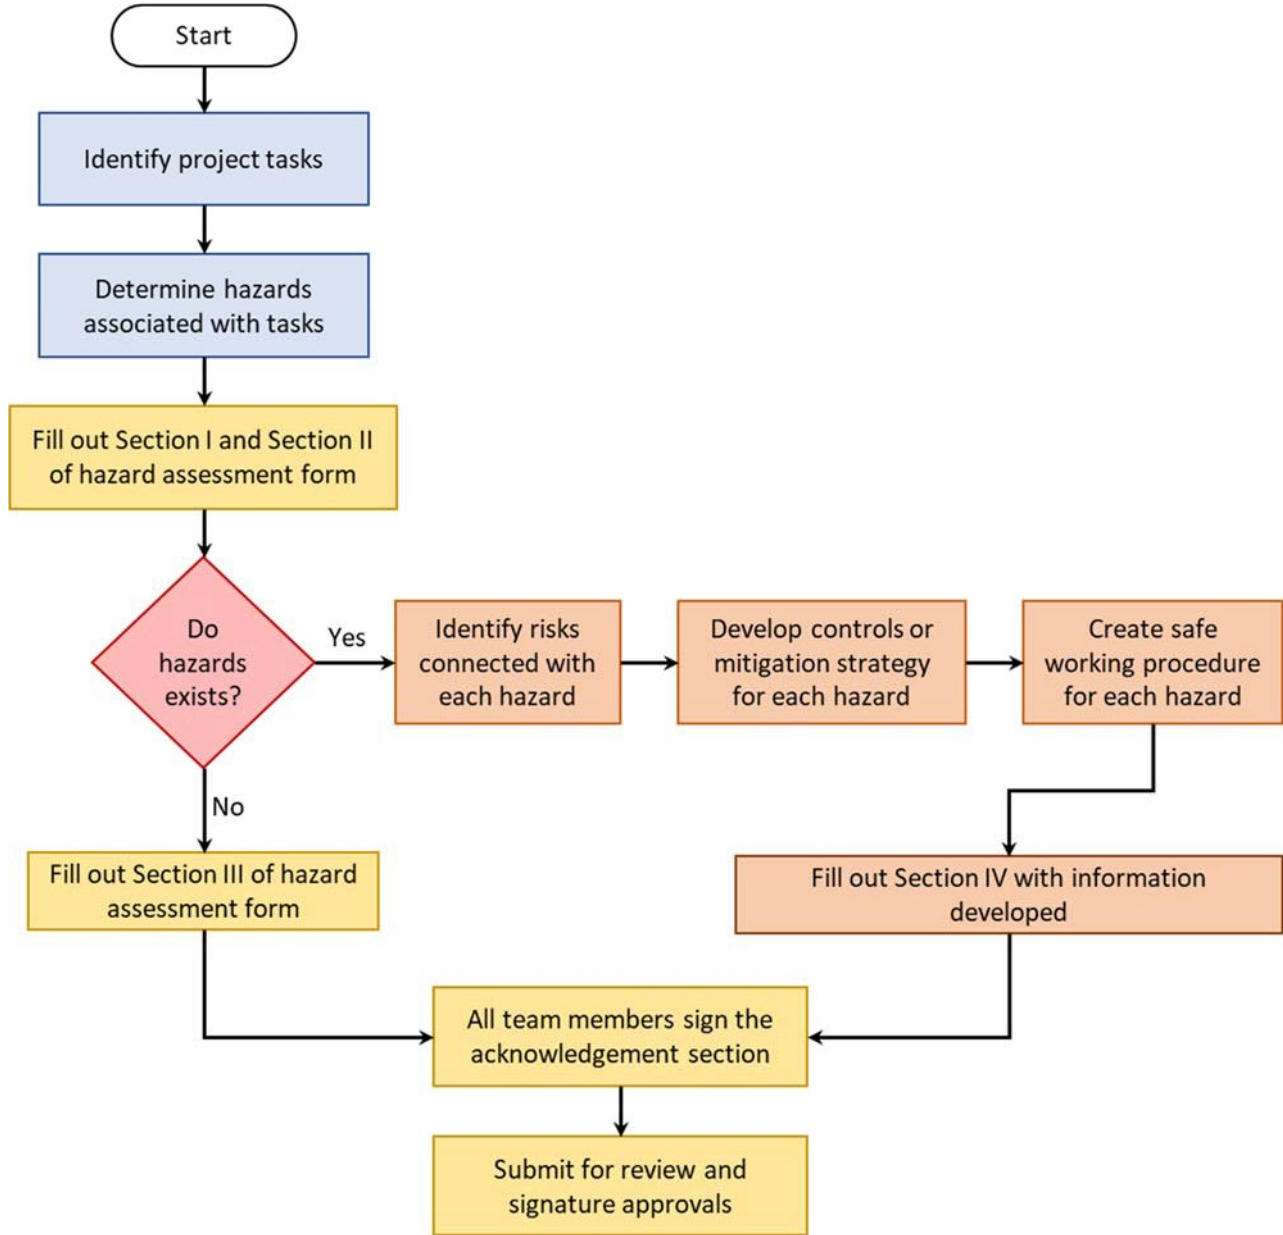 Start
Identify project tasks
Determine hazards
associated with tasks
Fill out Section I and Section II
of hazard assessment form
Do
hazards
exists?
Yes
Identify risks
connected with
each hazard
Develop controls or
mitigation strategy
for each hazard
Create safe
working procedure
for each hazard
No
Fill out Section III of hazard
assessment form
Fill out Section IV with information
developed
All team members sign the
acknowledgement section
Submit for review and
signature approvals